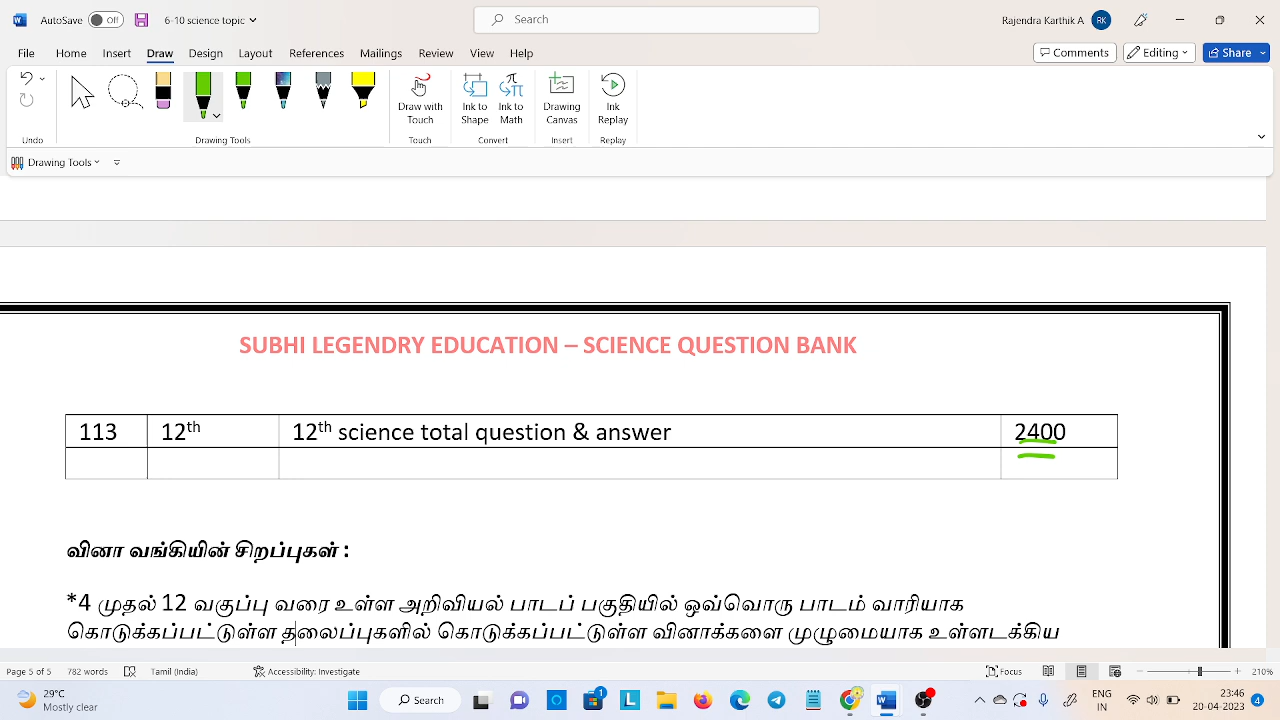 AutoSave Off 6-10 science topic Search Rajendra Karthik A RK
File Home Insert Draw Design Layout References Mailings Review View Help Comments Editing Share
Undo Drawing Tools Draw with Touch Touch Ink to Shape Ink to Math Convert Drawing Canvas Insert Ink Replay Replay
Drawing Tools
SUBHI LEGENDRY EDUCATION – SCIENCE QUESTION BANK
113 12th 12th science total question & answer 2400
வினா வங்கியின் சிறப்புகள் :
*4 முதல் 12 வகுப்பு வரை உள்ள அறிவியல் பாடப் பகுதியில் ஒவ்வொரு பாடம் வாரியாக
கொடுக்கப்பட்டுள்ள தலைப்புகளில் கொடுக்கப்பட்டுள்ள வினாக்களை முழுமையாக உள்ளடக்கிய
Page 5 of 5 782 words Tamil (India) Accessibility: Investigate Focus 210%
29°C Mostly clear Search 1 ENG IN 23:46 20-04-2023 4